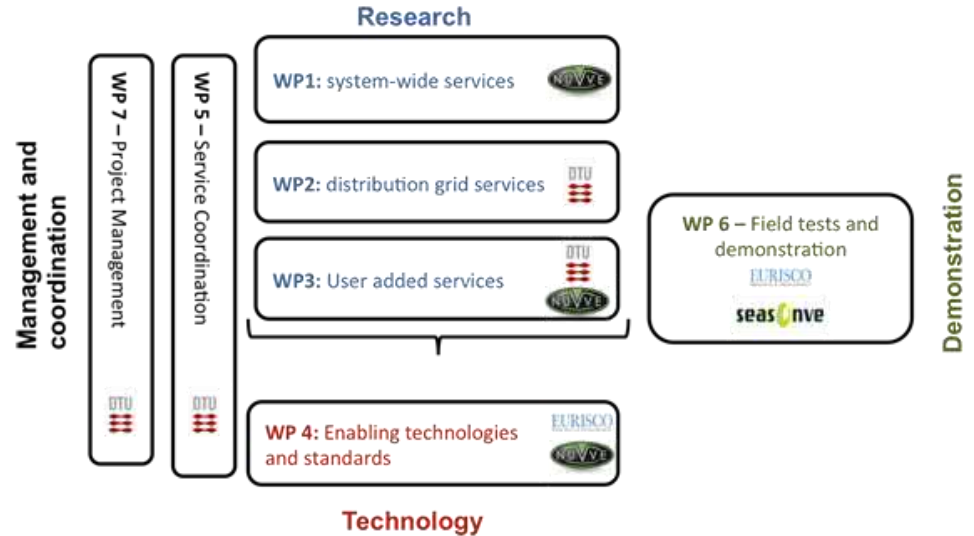 Research
WP1: system-wide services
NUVVE
WP2: distribution grid services
DTU
WP3: User added services
DTU
NUVVE
Management and
coordination
WP 7 – Project Management
DTU
WP 5 – Service Coordination
DTU
WP 6 – Field tests and
demonstration
EURISCO
seas nve
Demonstration
WP 4: Enabling technologies
and standards
EURISCO
NUVVE
Technology